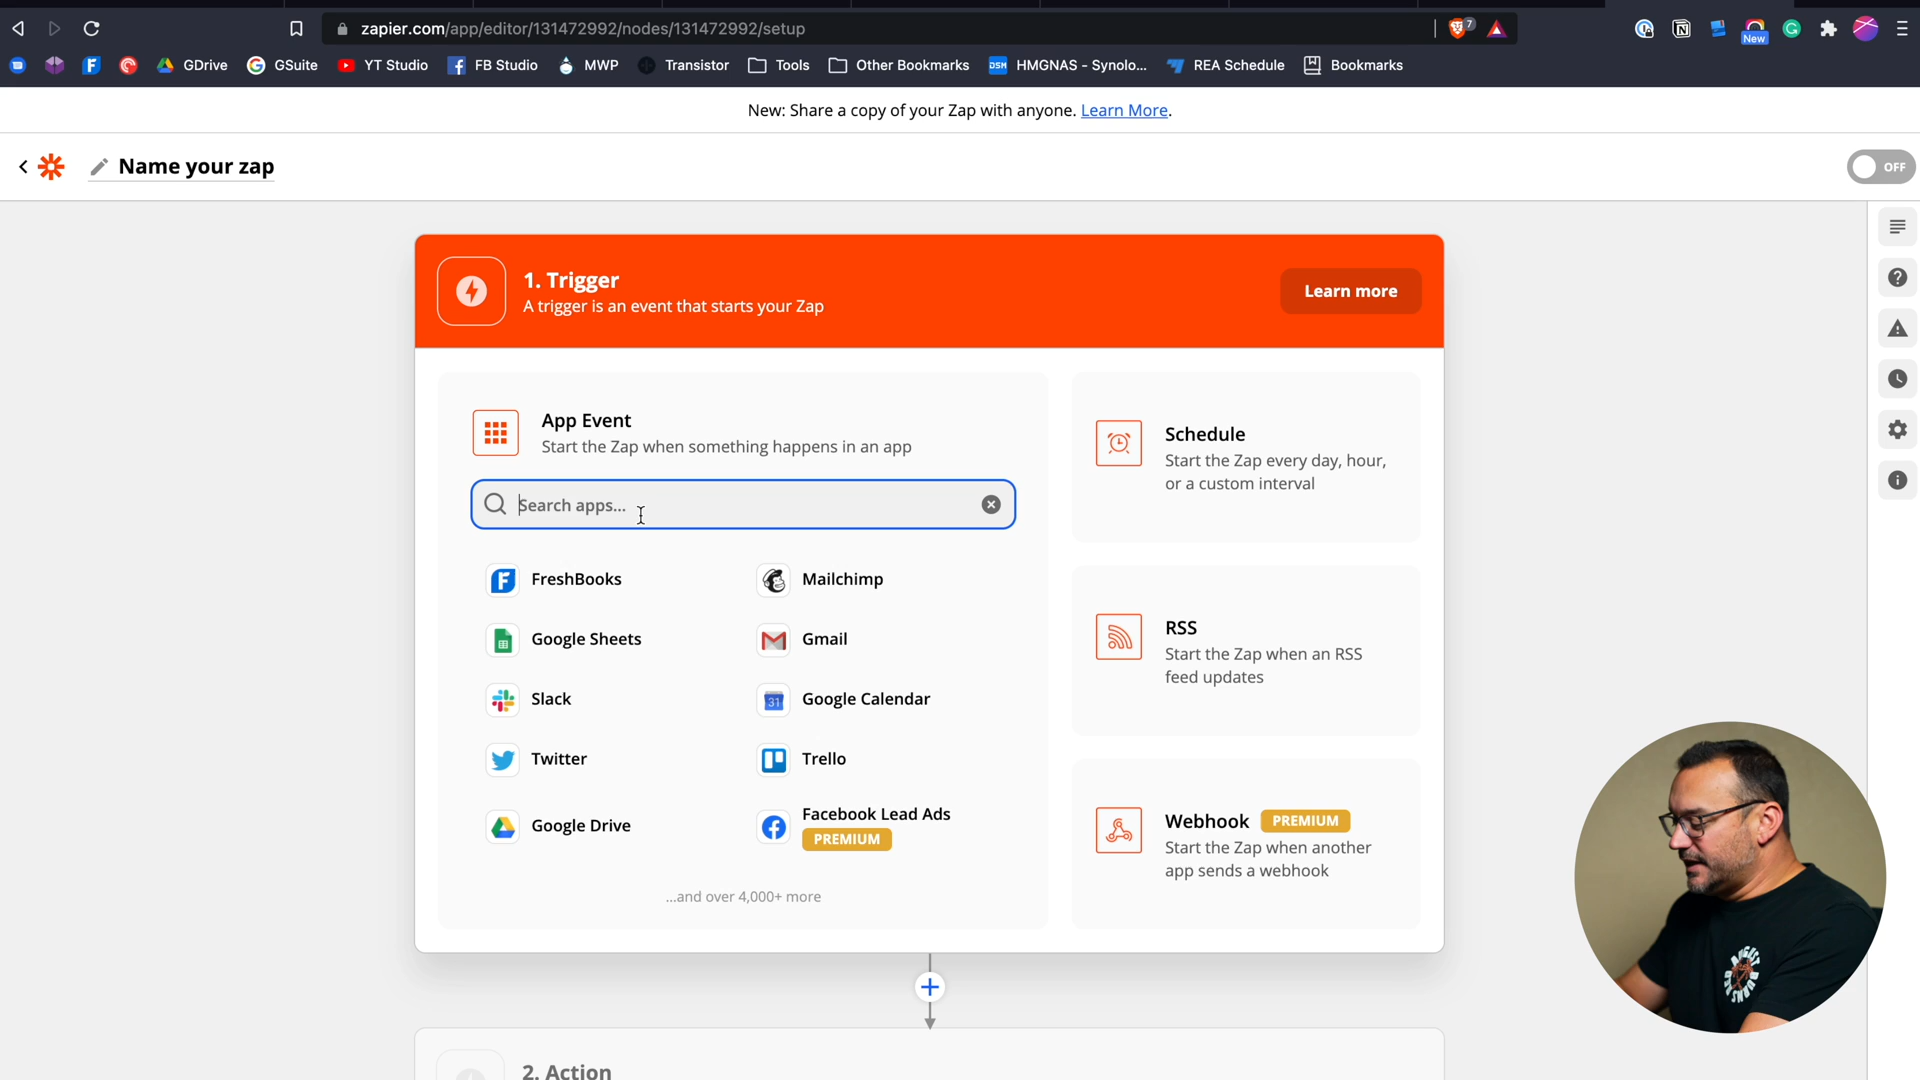 zapier.com/app/editor/131472992/nodes/131472992/setup
7
New
GDrive
GSuite
YT Studio
FB Studio
MWP
Transistor
Tools
Other Bookmarks
DSM
HMGNAS - Synolo...
REA Schedule
Bookmarks
New: Share a copy of your Zap with anyone. Learn More.
Name your zap
OFF
1. Trigger
A trigger is an event that starts your Zap
Learn more
App Event
Start the Zap when something happens in an app
Search apps...
FreshBooks
Mailchimp
Google Sheets
Gmail
Slack
31
Google Calendar
Twitter
Trello
Google Drive
Facebook Lead Ads
PREMIUM
...and over 4,000+ more
Schedule
Start the Zap every day, hour,
or a custom interval
RSS
Start the Zap when an RSS
feed updates
Webhook PREMIUM
Start the Zap when another
app sends a webhook
2. Action